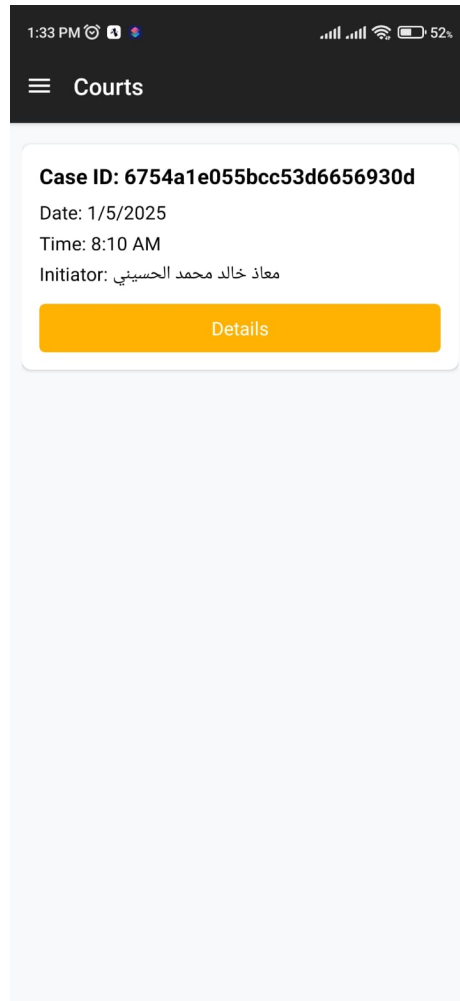 1:33 PM 52%
Courts
Case ID: 6754a1e055bcc53d6656930d
Date: 1/5/2025
Time: 8:10 AM
Initiator: معاذ خالد محمد الحسيني
Details